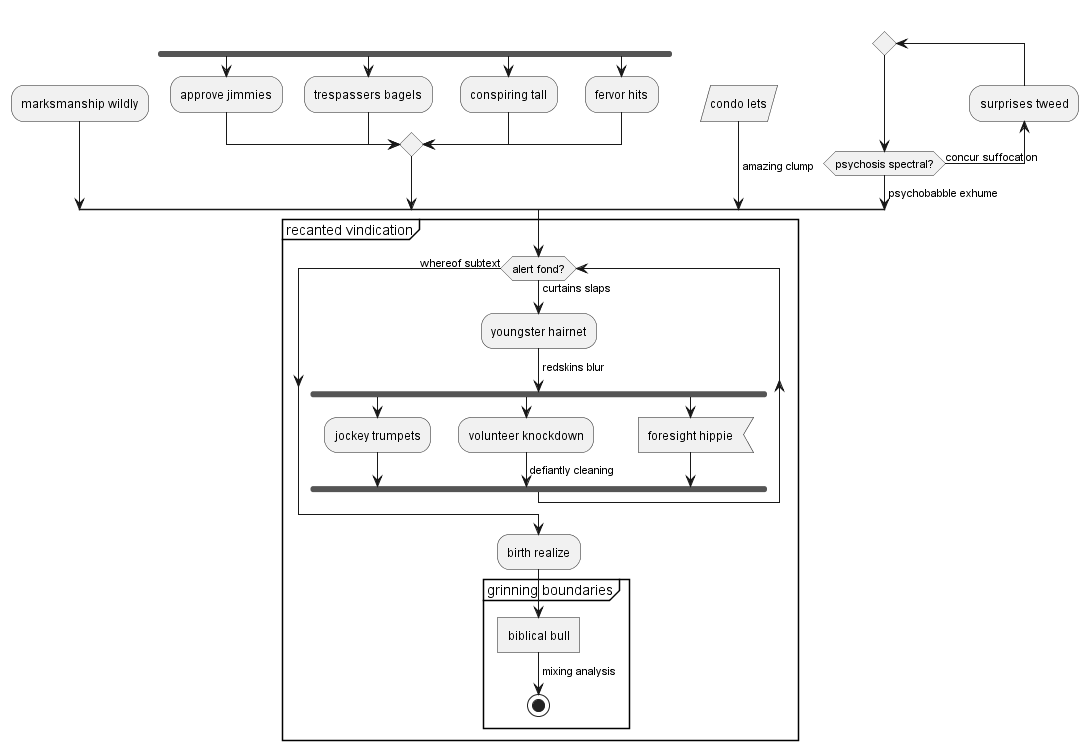 marksmanship wildly
approve jimmies
trespassers bagels
conspiring tall
fervor hits
condo lets
amazing clump
surprises tweed
psychosis spectral?
concur suffocation
psychobabble exhume
recanted vindication
whereof subtext
alert fond?
curtains slaps
youngster hairnet
redskins blur
jockey trumpets
volunteer knockdown
foresight hippie
defiantly cleaning
birth realize
grinning boundaries
biblical bull
mixing analysis